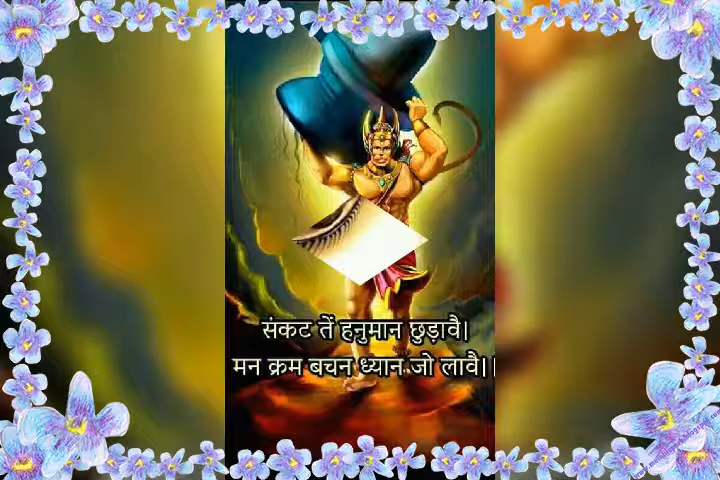 संकट तें हनुमान छुड़ावै।
मन क्रम बचन ध्यान जो लावै।।